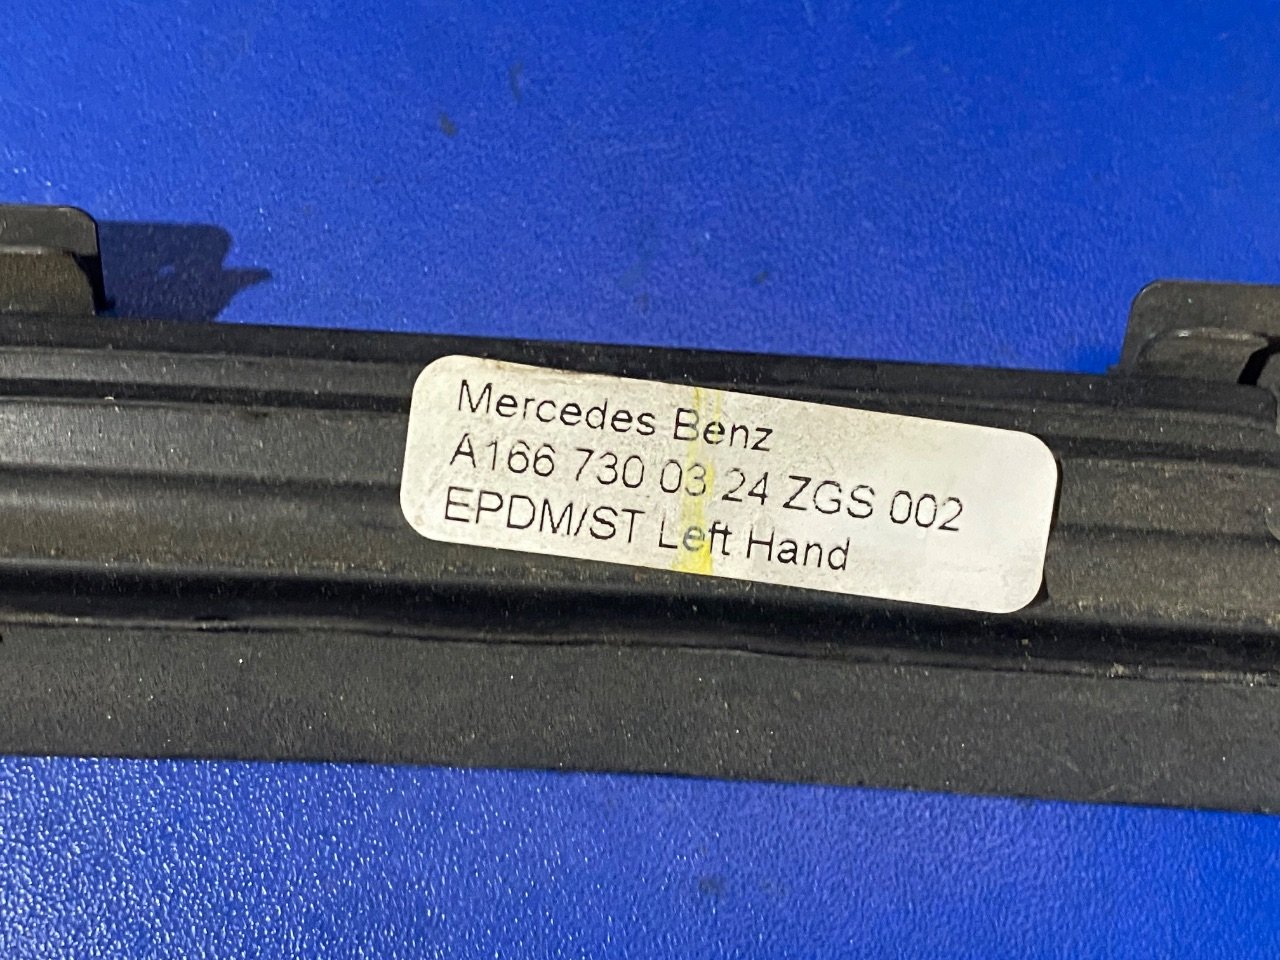 Mercedes Benz
A166 730 03 24 ZGS 002
EPDM/ST Left Hand